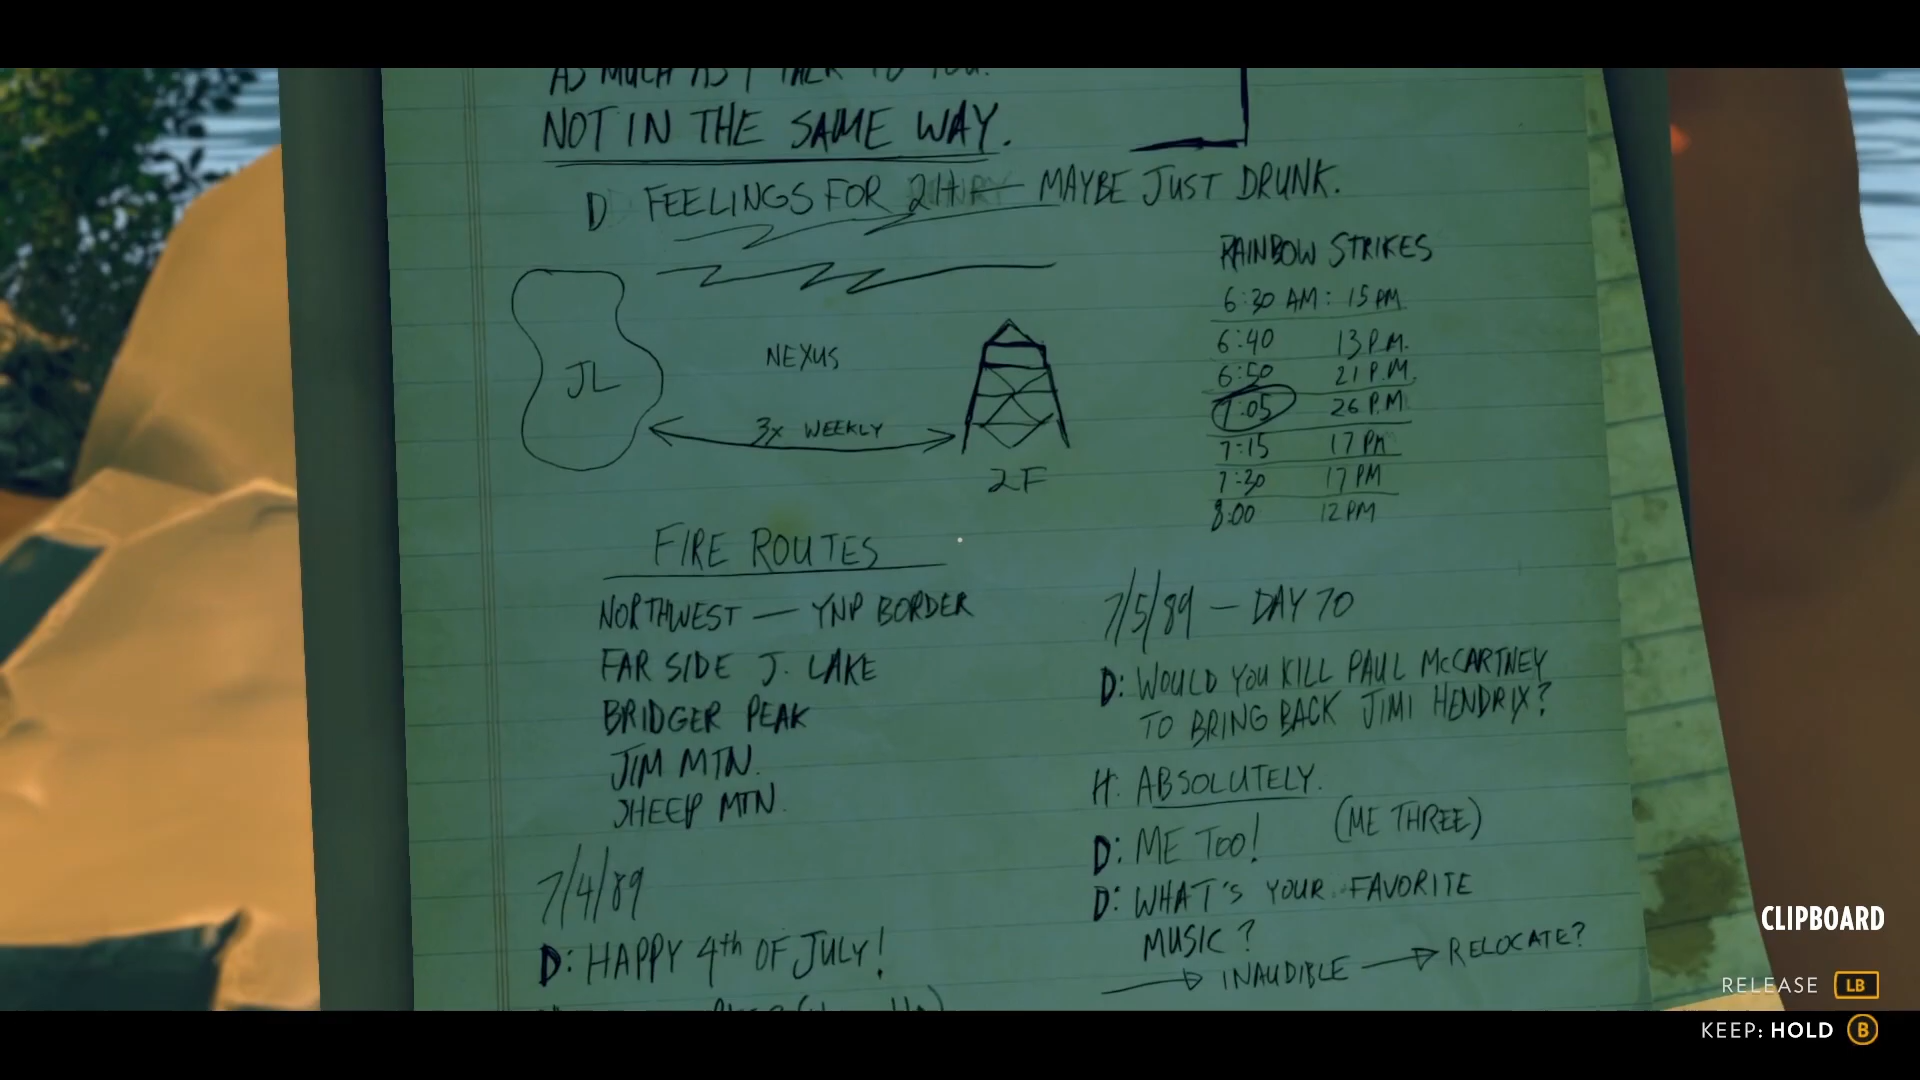 NOT IN THE SAME WAY.
D FEELINGS FOR MAYBE JUST DRUNK.
JL
NEXUS
3x WEEKLY
2F
RAINBOW STRIKES
6:30 AM: 15 PM
6:40 13 P.M.
6:50 21 P.M.
7:05 26 P.M
7:15 17 PM
7:30 17 PM
8:00 12 PM
FIRE ROUTES
NORTHWEST — YNP BORDER
FAR SIDE J. LAKE
BRIDGER PEAK
JIM MTN.
SHEEP MTN.
7/4/89
D: HAPPY 4th OF JULY!
7/5/89 — DAY 70
D: WOULD YOU KILL PAUL McCARTNEY
TO BRING BACK JIMI HENDRIX?
H: ABSOLUTELY.
D: ME TOO! (ME THREE)
D: WHAT'S YOUR FAVORITE
MUSIC?
→ INAUDIBLE → RELOCATE?
CLIPBOARD
RELEASE LB
KEEP: HOLD B